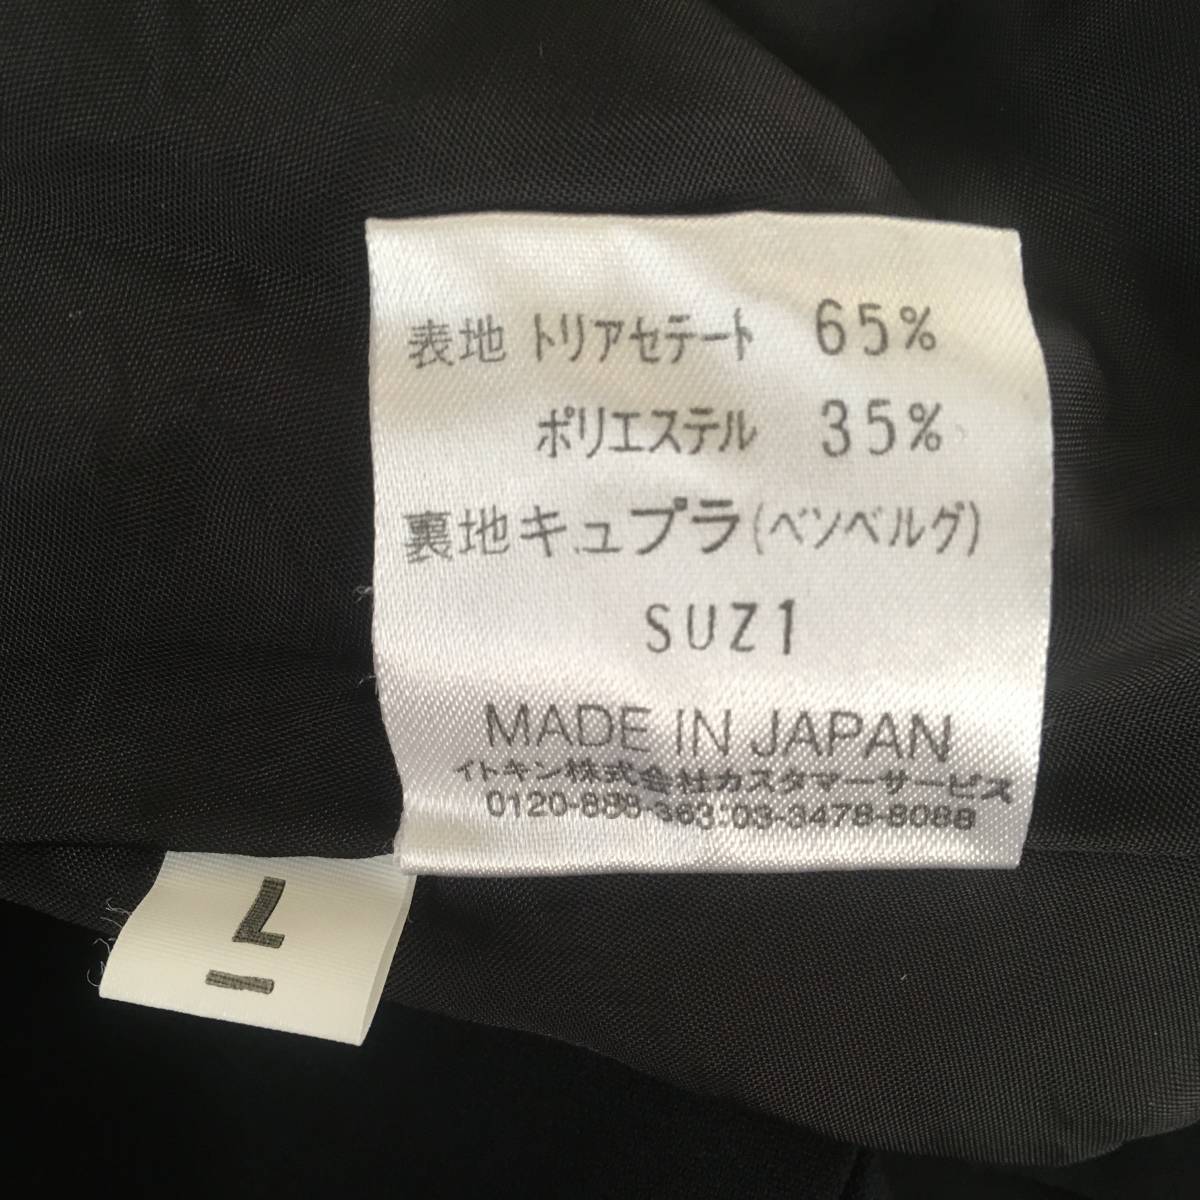 表地 トリアセテート 65%
ポリエステル 35%
裏地キュプラ(ベンベルグ)
SUZ1
MADE IN JAPAN
イトキン株式会社カスタマーサービス
0120-888-363:03-3478-8088